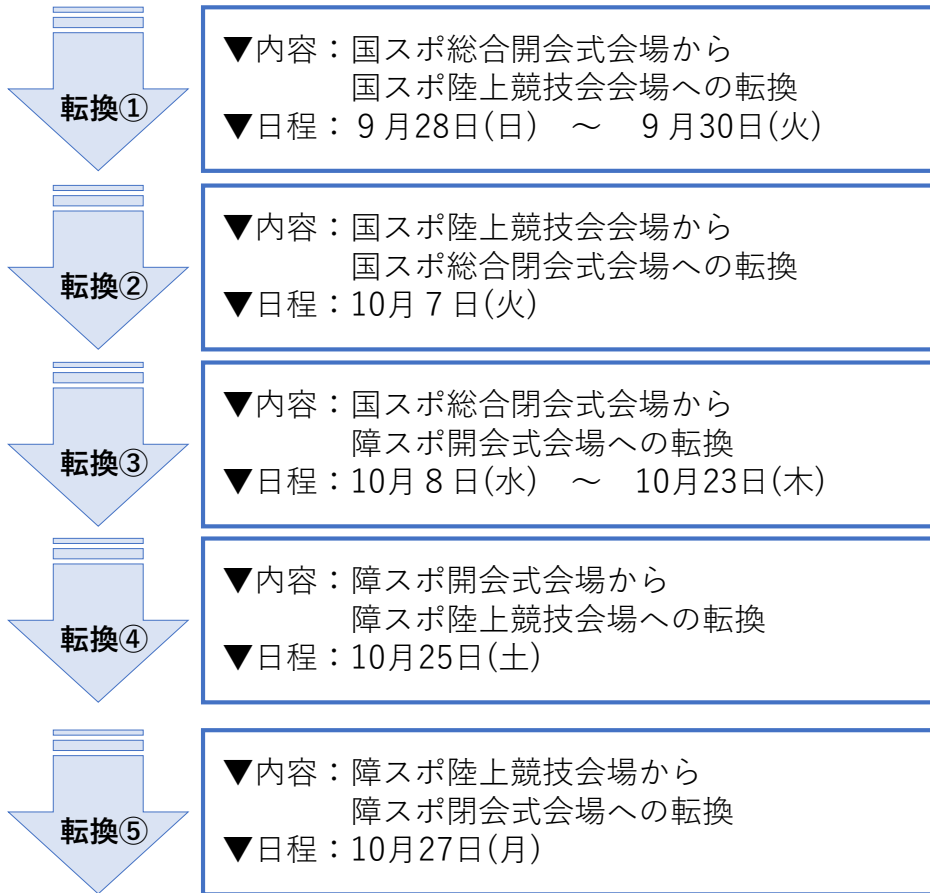 転換①
▼内容：国スポ総合開会式会場から
国スポ陸上競技会会場への転換
▼日程：９月28日(日)　～　９月30日(火)
転換②
▼内容：国スポ陸上競技会会場から
国スポ総合閉会式会場への転換
▼日程：10月７日(火)
転換③
▼内容：国スポ総合閉会式会場から
障スポ開会式会場への転換
▼日程：10月８日(水)　～　10月23日(木)
転換④
▼内容：障スポ開会式会場から
障スポ陸上競技会場への転換
▼日程：10月25日(土)
転換⑤
▼内容：障スポ陸上競技会場から
障スポ閉会式会場への転換
▼日程：10月27日(月)